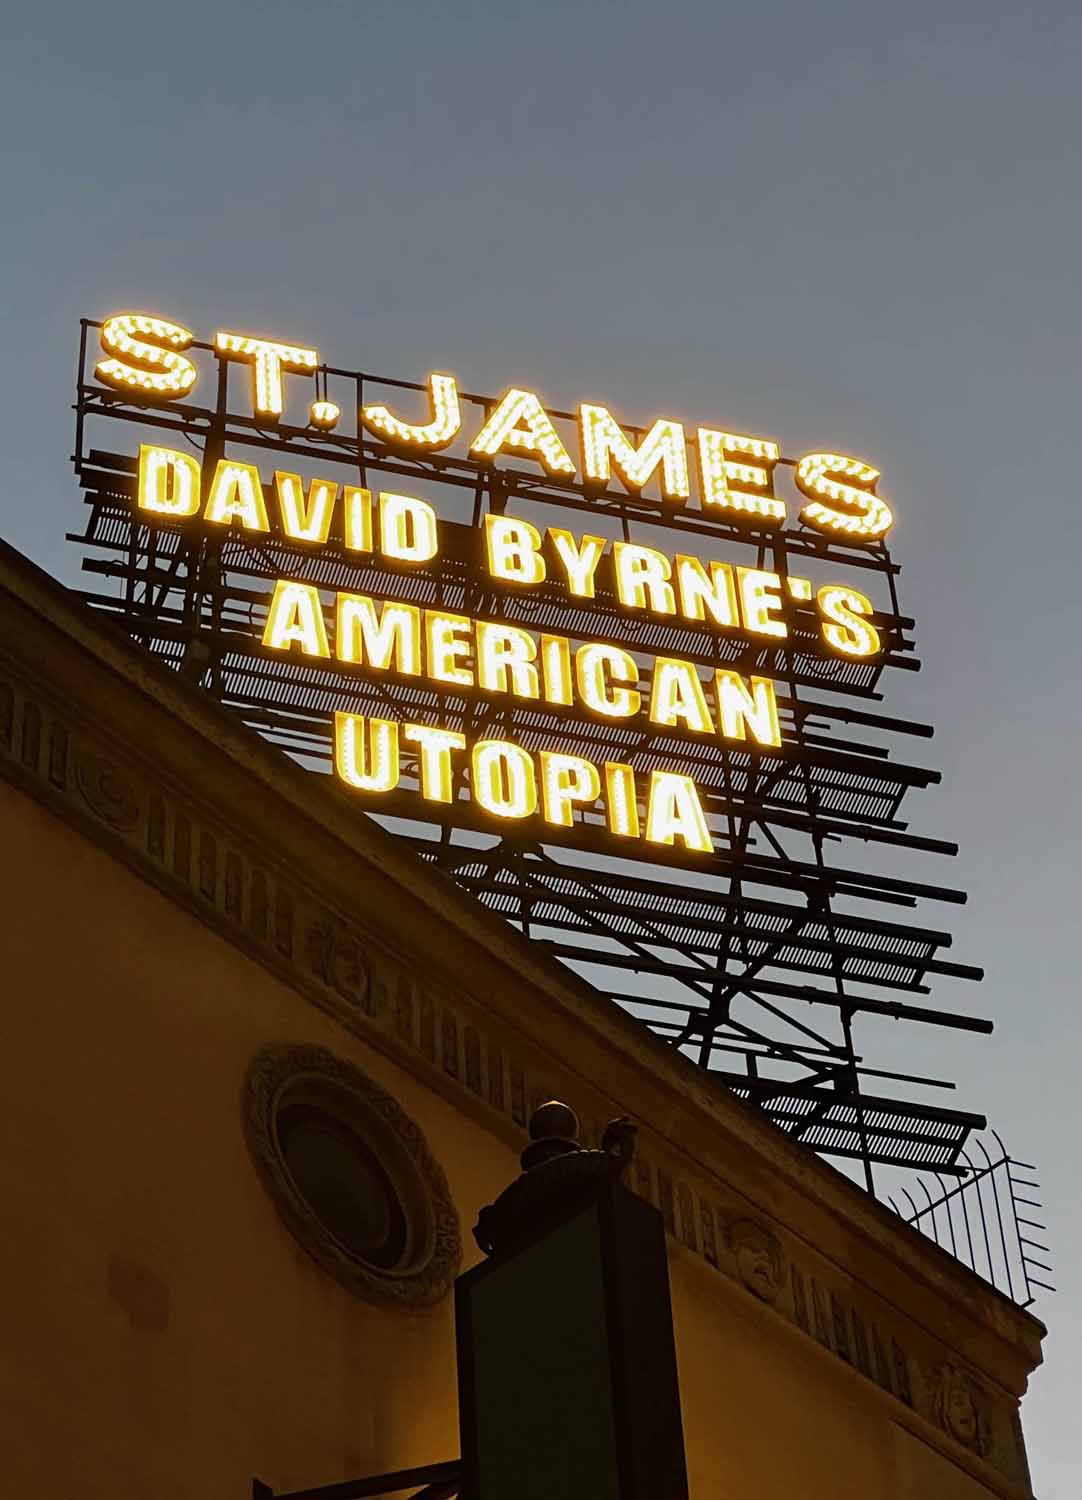 ST. JAMES
DAVID BYRNE'S
AMERICAN
UTOPIA